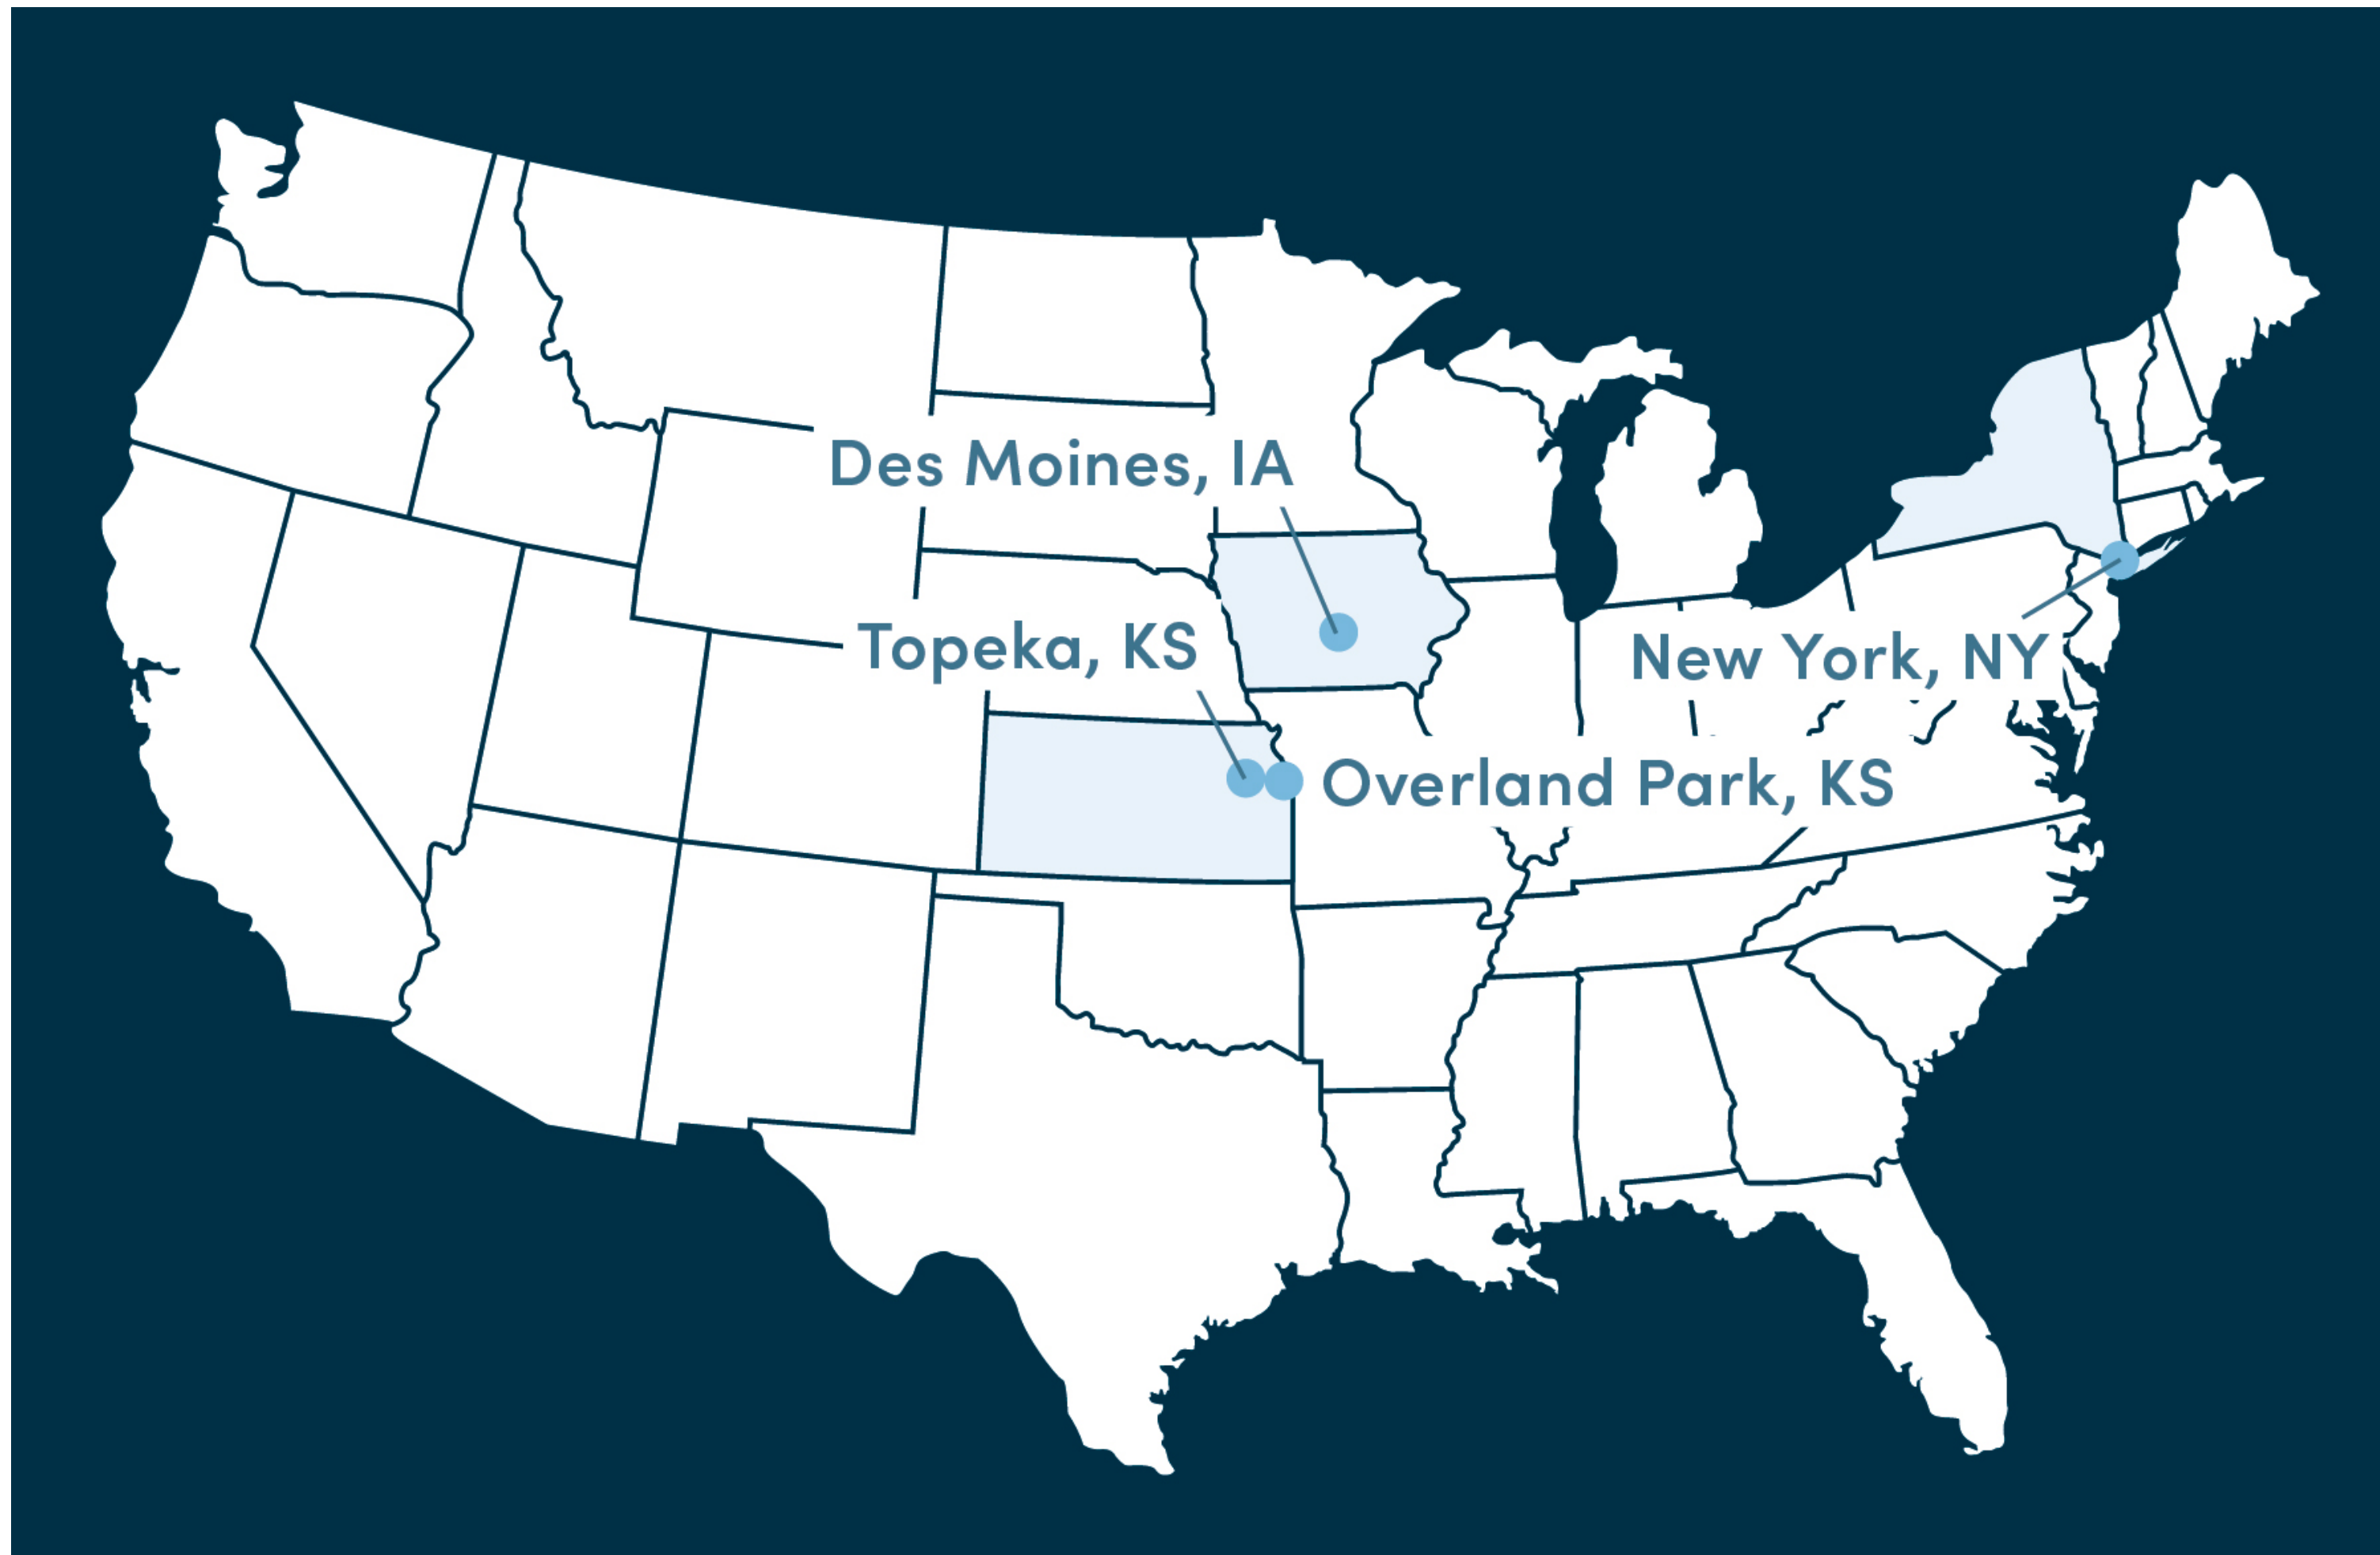 Des Moines, IA
Topeka, KS
New York, NY
Overland Park, KS